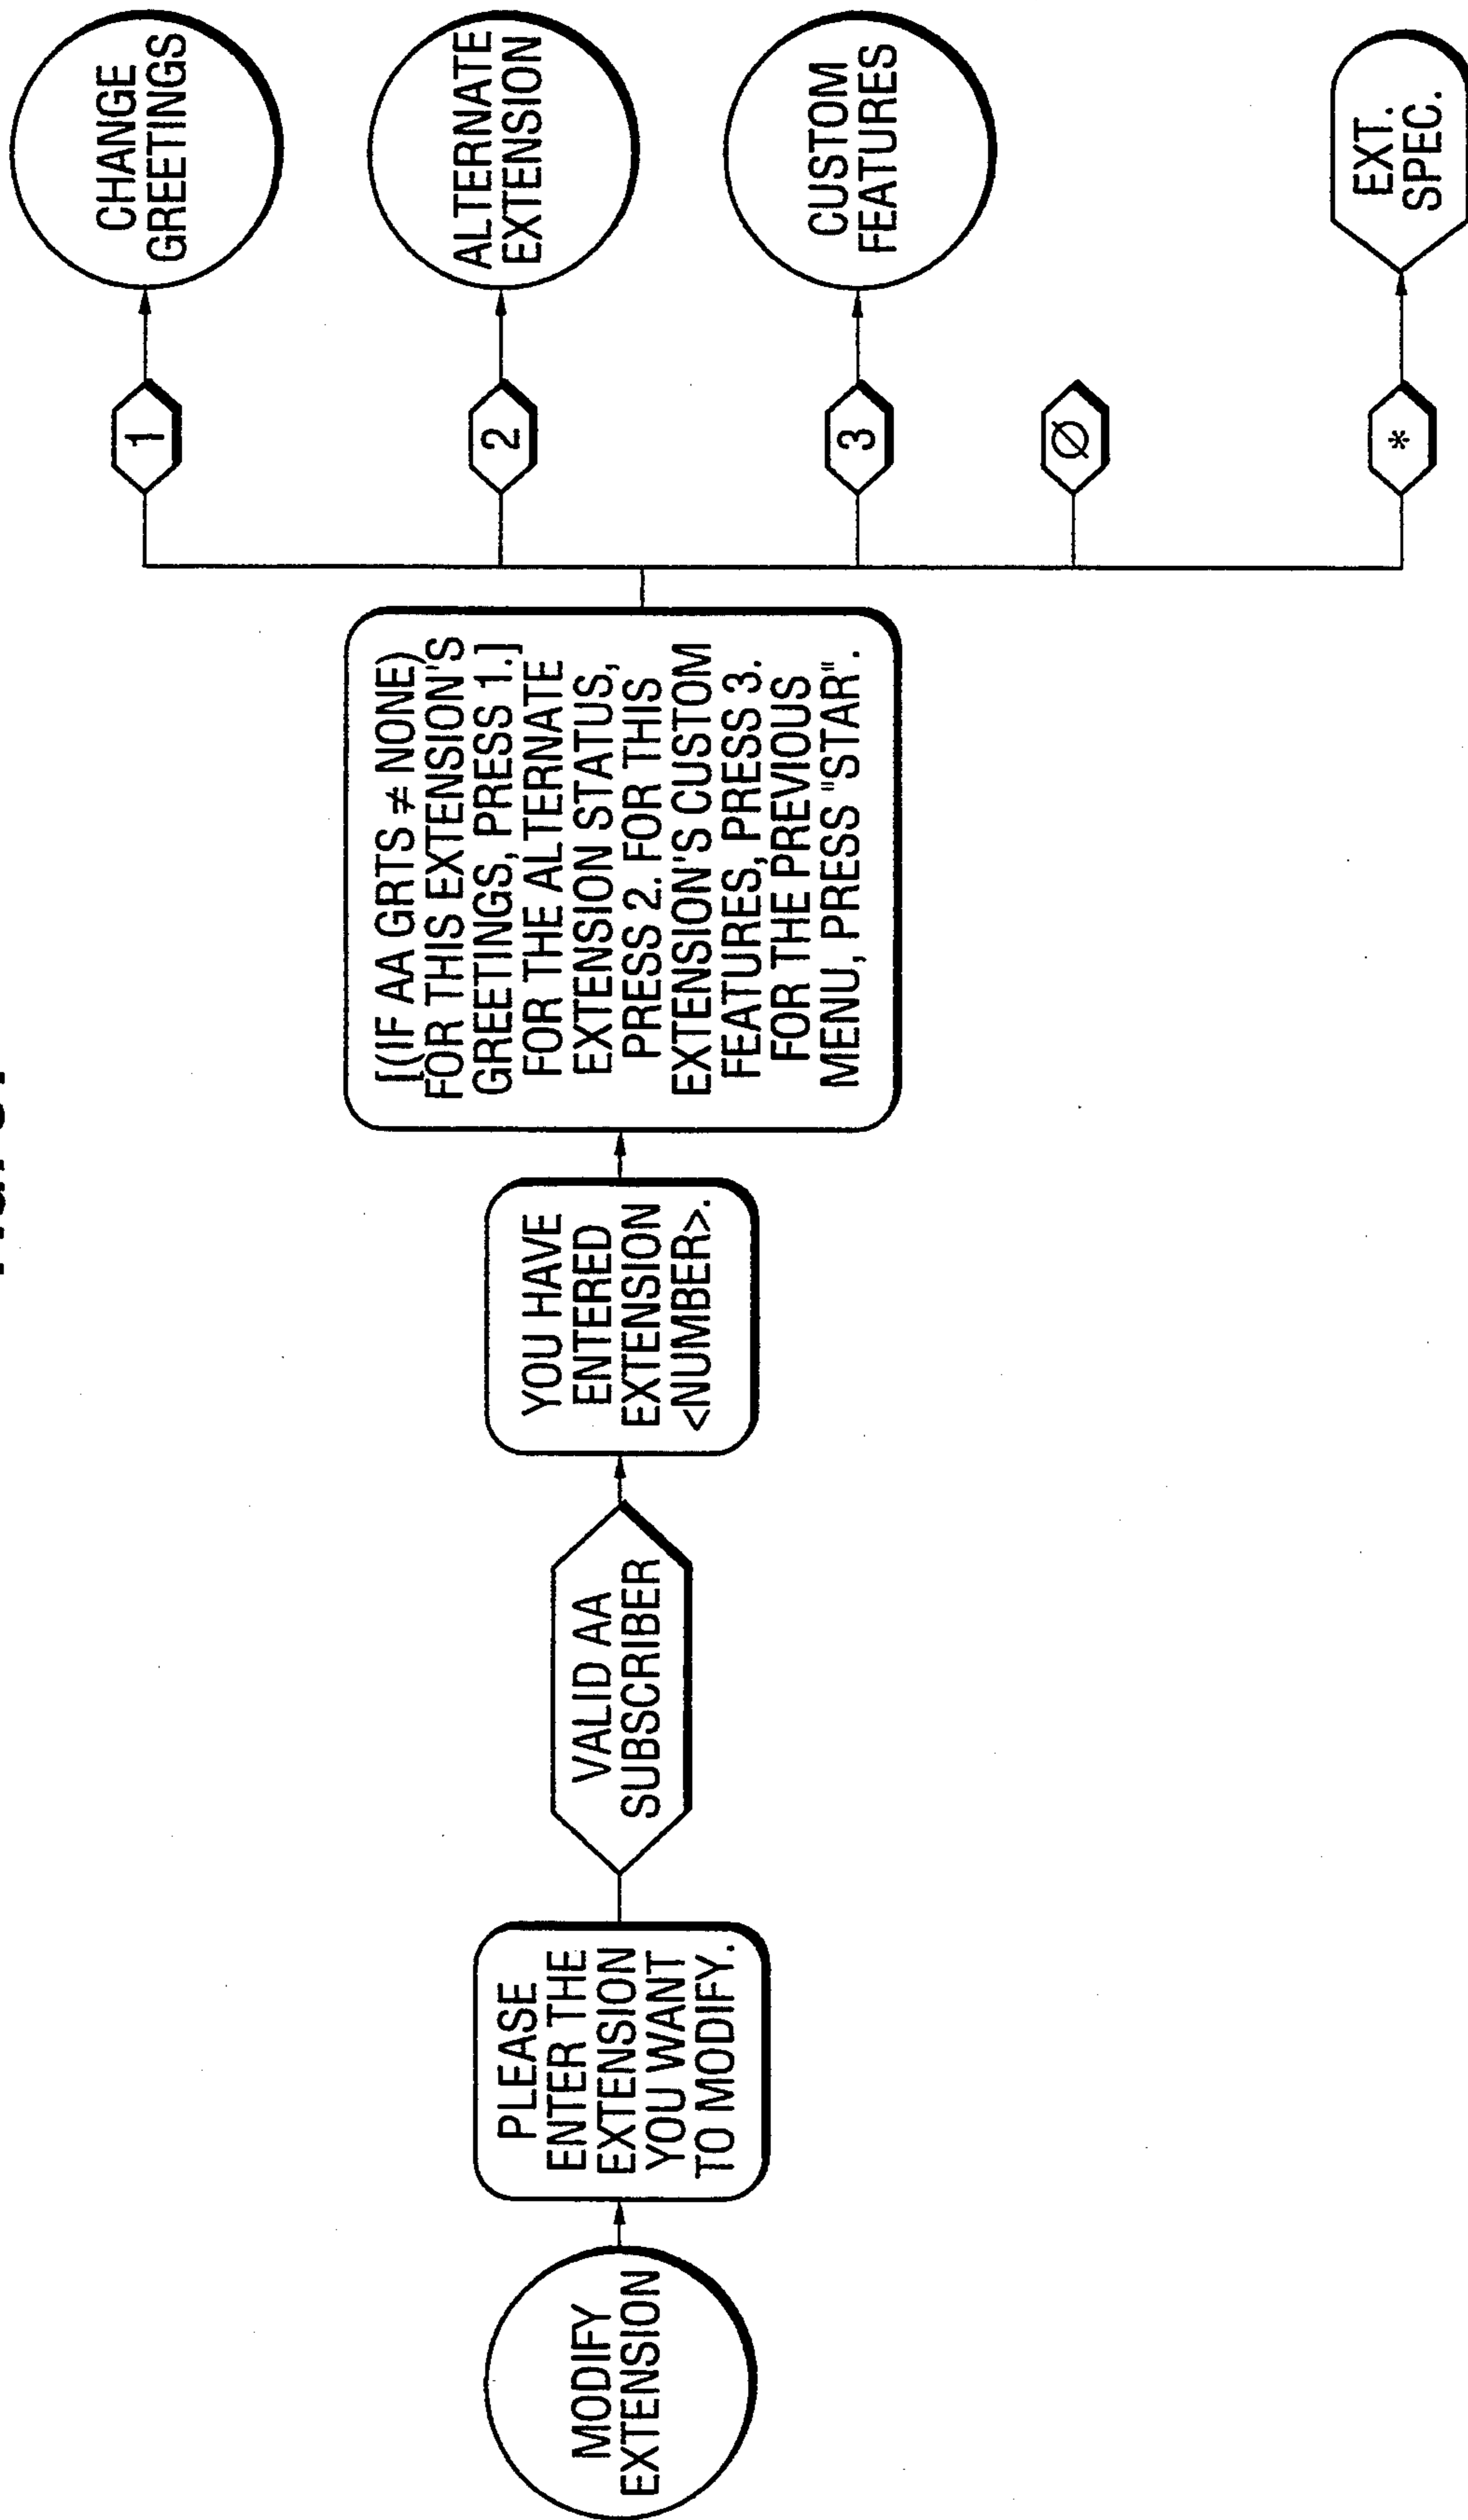 MODIFY
EXTENSION
PLEASE
ENTER THE
EXTENSION
YOU WANT
TO MODIFY.
VALID AA
SUBSCRIBER
YOU HAVE
ENTERED
EXTENSION
<NUMBER>.
[(IF AA GRTS ≠ NONE)
FOR THIS EXTENSION'S
GREETINGS, PRESS 1.]
FOR THE ALTERNATE
EXTENSION STATUS,
PRESS 2. FOR THIS
EXTENSION'S CUSTOM
FEATURES, PRESS 3.
FOR THE PREVIOUS
MENU, PRESS "STAR".
1
CHANGE
GREETINGS
2
ALTERNATE
EXTENSION
3
CUSTOM
FEATURES
Ø
*
EXT.
SPEC.